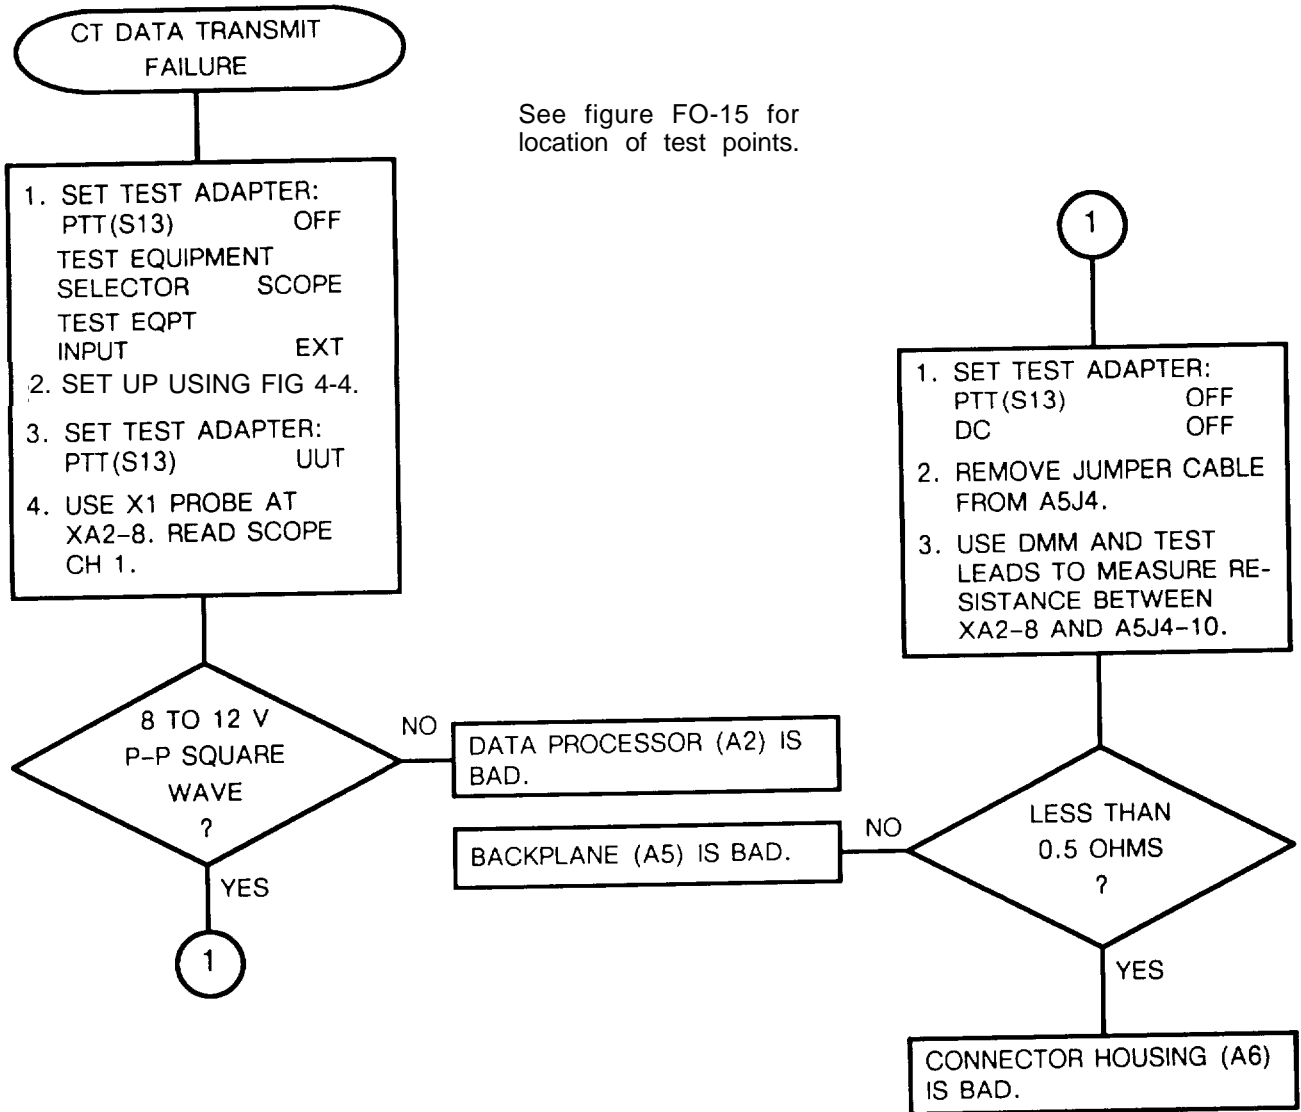 CT DATA TRANSMIT
FAILURE
See figure FO-15 for
location of test points.
1. SET TEST ADAPTER:
PTT(S13) OFF
TEST EQUIPMENT
SELECTOR SCOPE
TEST EQPT
INPUT EXT
2. SET UP USING FIG 4-4.
3. SET TEST ADAPTER:
PTT(S13) UUT
4. USE X1 PROBE AT
XA2-8. READ SCOPE
CH 1.
8 TO 12 V
P-P SQUARE
WAVE
?
NO
DATA PROCESSOR (A2) IS
BAD.
YES
1
1
1. SET TEST ADAPTER:
PTT(S13) OFF
DC OFF
2. REMOVE JUMPER CABLE
FROM A5J4.
3. USE DMM AND TEST
LEADS TO MEASURE RE-
SISTANCE BETWEEN
XA2-8 AND A5J4-10.
LESS THAN
0.5 OHMS
?
NO
BACKPLANE (A5) IS BAD.
YES
CONNECTOR HOUSING (A6)
IS BAD.